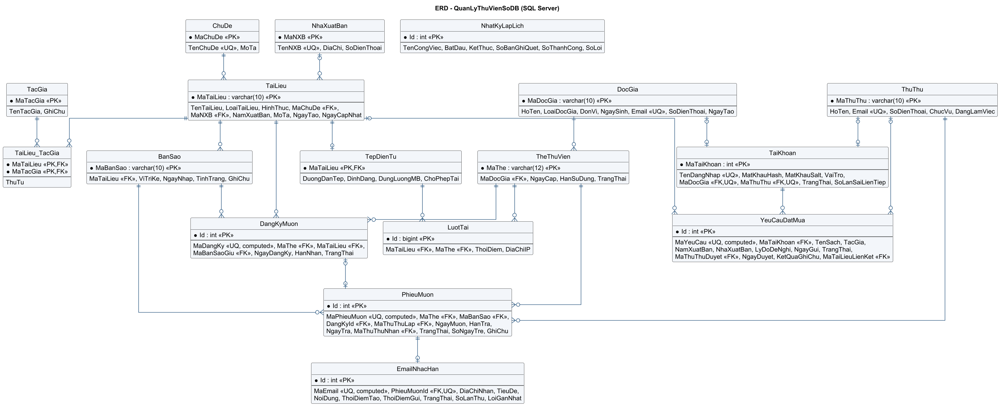 ERD - QuanLyThuVienSoDB (SQL Server)
ChuDe
MaChuDe «PK»
TenChuDe «UQ», MoTa
NhaXuatBan
MaNXB «PK»
TenNXB «UQ», DiaChi, SoDienThoai
NhatKyLapLich
Id : int «PK»
TenCongViec, BatDau, KetThuc, SoBanGhiQuet, SoThanhCong, SoLoi
TacGia
MaTacGia «PK»
TenTacGia, GhiChu
TaiLieu
MaTaiLieu : varchar(10) «PK»
TenTaiLieu, LoaiTaiLieu, HinhThuc, MaChuDe «FK»,
MaNXB «FK», NamXuatBan, MoTa, NgayTao, NgayCapNhat
DocGia
MaDocGia : varchar(10) «PK»
HoTen, LoaiDocGia, DonVi, NgaySinh, Email «UQ», SoDienThoai, NgayTao
ThuThu
MaThuThu : varchar(10) «PK»
HoTen, Email «UQ», SoDienThoai, ChucVu, DangLamViec
TaiLieu_TacGia
MaTaiLieu «PK,FK»
MaTacGia «PK,FK»
ThuTu
BanSao
MaBanSao : varchar(10) «PK»
MaTaiLieu «FK», ViTriKe, NgayNhap, TinhTrang, GhiChu
TepDienTu
MaTaiLieu «PK,FK»
DuongDanTep, DinhDang, DungLuongMB, ChoPhepTai
TheThuVien
MaThe : varchar(12) «PK»
MaDocGia «FK», NgayCap, HanSuDung, TrangThai
TaiKhoan
MaTaiKhoan : int «PK»
TenDangNhap «UQ», MatKhauHash, MatKhauSalt, VaiTro,
MaDocGia «FK,UQ», MaThuThu «FK,UQ», TrangThai, SoLanSaiLienTiep
DangKyMuon
Id : int «PK»
MaDangKy «UQ, computed», MaThe «FK», MaTaiLieu «FK»,
MaBanSaoGiu «FK», NgayDangKy, HanNhan, TrangThai
LuotTai
Id : bigint «PK»
MaTaiLieu «FK», MaThe «FK», ThoiDiem, DiaChiIP
YeuCauDatMua
Id : int «PK»
MaYeuCau «UQ, computed», MaTaiKhoan «FK», TenSach, TacGia,
NamXuatBan, NhaXuatBan, LyDoDeNghi, NgayGui, TrangThai,
MaThuThuDuyet «FK», NgayDuyet, KetQuaGhiChu, MaTaiLieuLienKet «FK»
PhieuMuon
Id : int «PK»
MaPhieuMuon «UQ, computed», MaThe «FK», MaBanSao «FK»,
DangKyId «FK», MaThuThuLap «FK», NgayMuon, HanTra,
NgayTra, MaThuThuNhan «FK», TrangThai, SoNgayTre, GhiChu
EmailNhacHan
Id : int «PK»
MaEmail «UQ, computed», PhieuMuonId «FK,UQ», DiaChiNhan, TieuDe,
NoiDung, ThoiDiemTao, ThoiDiemGui, TrangThai, SoLanThu, LoiGanNhat